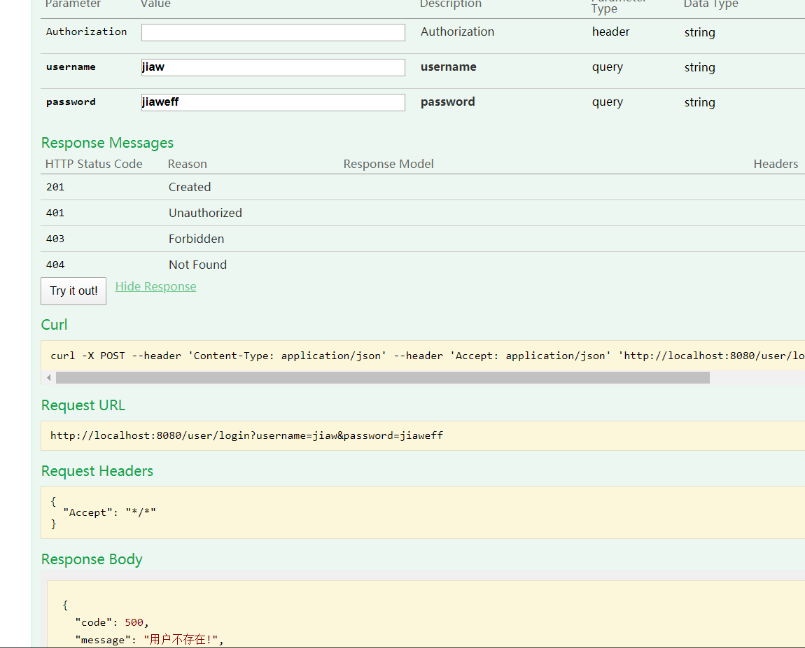 Parameter Value Description Parameter Type Data Type
Authorization Authorization header string
username jiaw username query string
password jiaweff password query string
Response Messages
HTTP Status Code Reason Response Model Headers
201 Created
401 Unauthorized
403 Forbidden
404 Not Found
Try it out! Hide Response
Curl
curl -X POST --header 'Content-Type: application/json' --header 'Accept: application/json' 'http://localhost:8080/user/lo
Request URL
http://localhost:8080/user/login?username=jiaw&password=jiaweff
Request Headers
{
"Accept": "*/*"
}
Response Body
{
"code": 500,
"message": "用户不存在!",